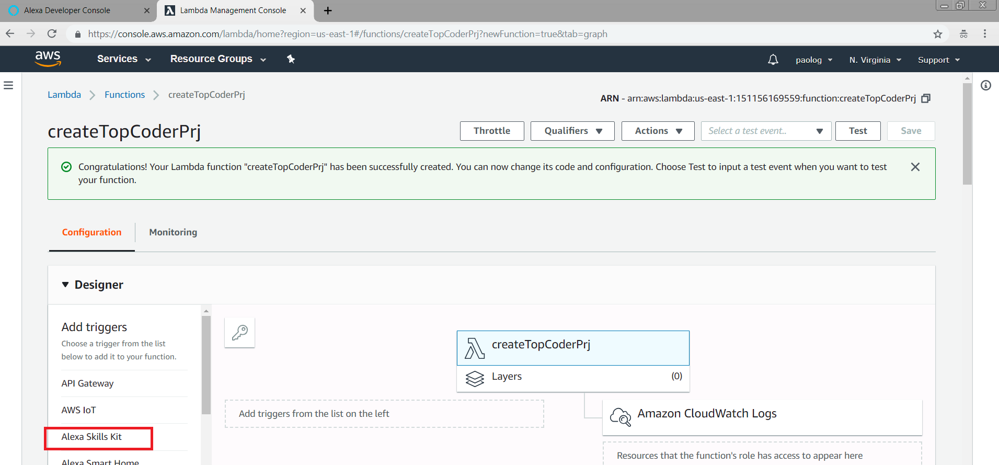 Alexa Developer Console
Lambda Management Console
https://console.aws.amazon.com/lambda/home?region=us-east-1#/functions/createTopCoderPrj?newFunction=true&tab=graph
aws
Services
Resource Groups
paolog
N. Virginia
Support
Lambda
Functions
createTopCoderPrj
ARN - arn:aws:lambda:us-east-1:151156169559:function:createTopCoderPrj
createTopCoderPrj
Throttle
Qualifiers
Actions
Select a test event..
Test
Save
Congratulations! Your Lambda function "createTopCoderPrj" has been successfully created. You can now change its code and configuration. Choose Test to input a test event when you want to test
your function.
Configuration
Monitoring
Designer
Add triggers
Choose a trigger from the list
below to add it to your function.
API Gateway
AWS IoT
Alexa Skills Kit
Alexa Smart Home
createTopCoderPrj
Layers
(0)
Add triggers from the list on the left
Amazon CloudWatch Logs
Resources that the function's role has access to appear here